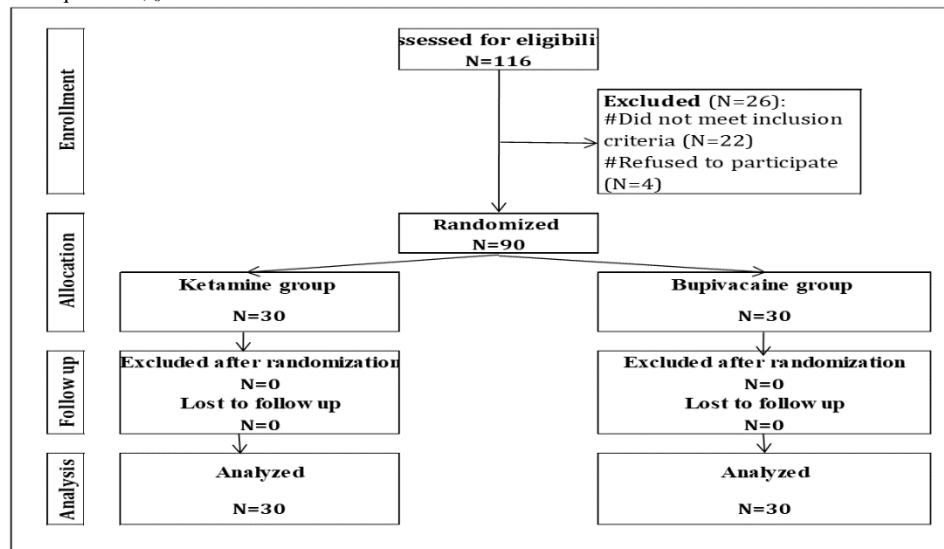 ssessed for eligibili
N=116
Enrollment
Excluded (N=26):
#Did not meet inclusion
criteria (N=22)
#Refused to participate
(N=4)
Randomized
N=90
Allocation
Ketamine group
N=30
Bupivacaine group
N=30
Follow up
Excluded after randomization
N=0
Lost to follow up
N=0
Excluded after randomization
N=0
Lost to follow up
N=0
Analysis
Analyzed
N=30
Analyzed
N=30